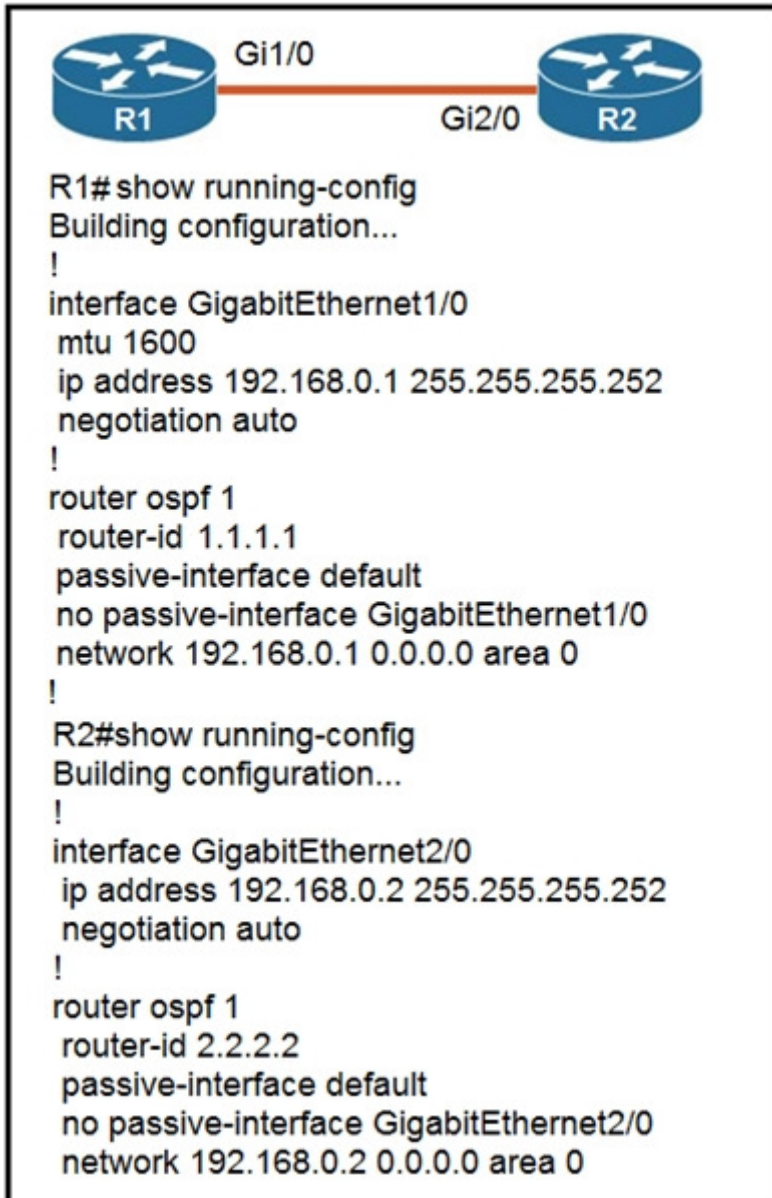 Gi1/0
R1
Gi2/0
R2
R1# show running-config
Building configuration...
!
interface GigabitEthernet1/0
mtu 1600
ip address 192.168.0.1 255.255.255.252
negotiation auto
!
router ospf 1
router-id 1.1.1.1
passive-interface default
no passive-interface GigabitEthernet1/0
network 192.168.0.1 0.0.0.0 area 0
!
R2#show running-config
Building configuration...
!
interface GigabitEthernet2/0
ip address 192.168.0.2 255.255.255.252
negotiation auto
!
router ospf 1
router-id 2.2.2.2
passive-interface default
no passive-interface GigabitEthernet2/0
network 192.168.0.2 0.0.0.0 area 0